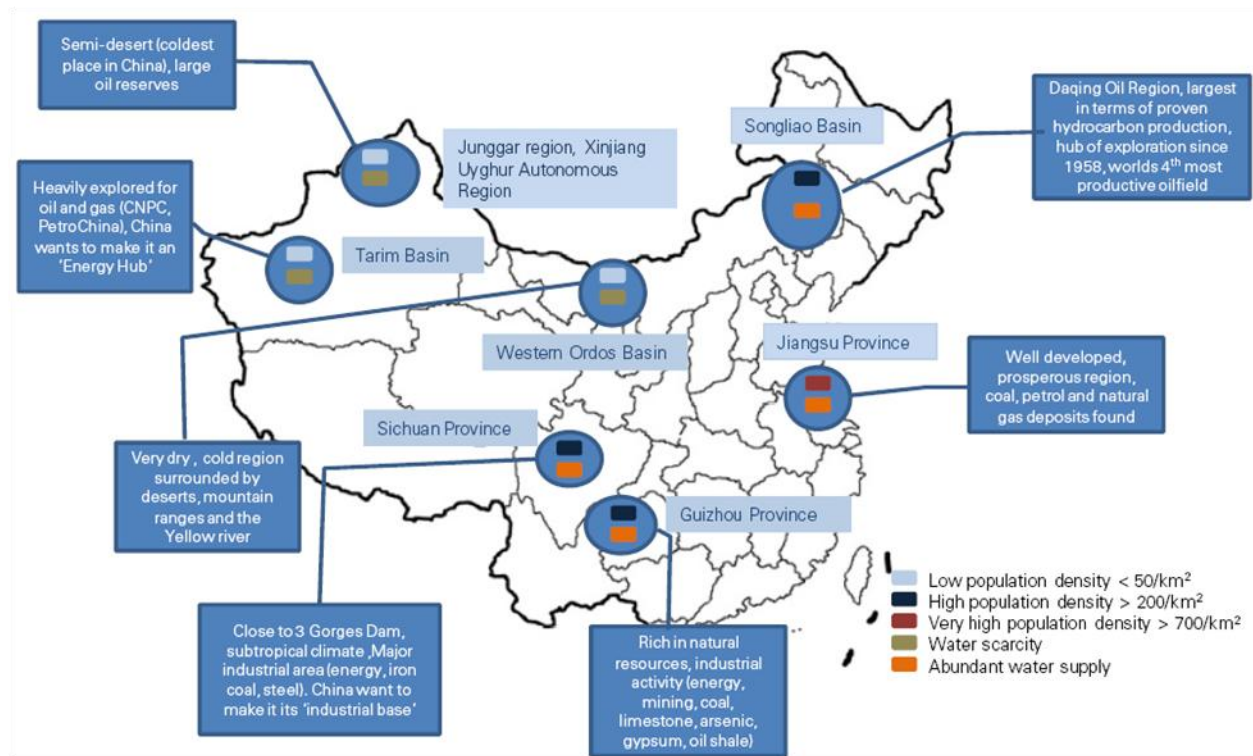 Semi-desert (coldest
place in China), large
oil reserves
Heavily explored for
oil and gas (CNPC,
PetroChina), China
wants to make it an
‘Energy Hub’
Junggar region, Xinjiang
Uyghur Autonomous
Region
Tarim Basin
Songliao Basin
Daqing Oil Region, largest
in terms of proven
hydrocarbon production,
hub of exploration since
1958, worlds 4th most
productive oilfield
Western Ordos Basin
Jiangsu Province
Well developed,
prosperous region,
coal, petrol and natural
gas deposits found
Sichuan Province
Guizhou Province
Very dry , cold region
surrounded by
deserts, mountain
ranges and the
Yellow river
Close to 3 Gorges Dam,
subtropical climate ,Major
industrial area (energy, iron
coal, steel). China want to
make it its ‘industrial base’
Rich in natural
resources, industrial
activity (energy,
mining, coal,
limestone, arsenic,
gypsum, oil shale)
Low population density < 50/km²
High population density > 200/km²
Very high population density > 700/km²
Water scarcity
Abundant water supply